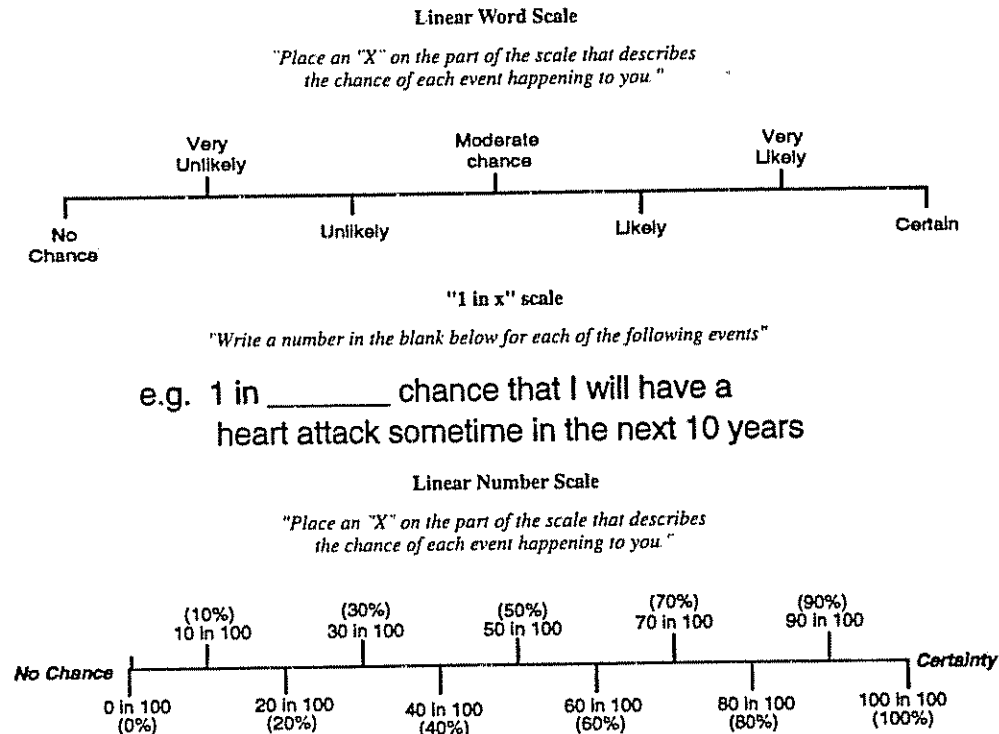 Linear Word Scale
"Place an "X" on the part of the scale that describes
the chance of each event happening to you."
Very
Unlikely
Moderate
chance
Very
Likely
No
Chance
Unlikely
Likely
Certain
"1 in x" scale
"Write a number in the blank below for each of the following events"
e.g. 1 in _______ chance that I will have a
heart attack sometime in the next 10 years
Linear Number Scale
"Place an "X" on the part of the scale that describes
the chance of each event happening to you."
(10%)
10 in 100
(30%)
30 in 100
(50%)
50 in 100
(70%)
70 in 100
(90%)
90 in 100
No Chance
Certainty
0 in 100
(0%)
20 in 100
(20%)
40 in 100
(40%)
60 in 100
(60%)
80 in 100
(80%)
100 in 100
(100%)